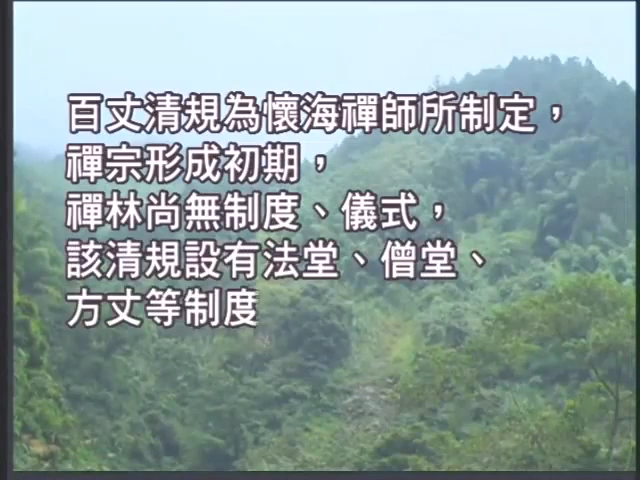 百丈清規為懷海禪師所制定，
禪宗形成初期，
禪林尚無制度、儀式，
該清規設有法堂、僧堂、
方丈等制度